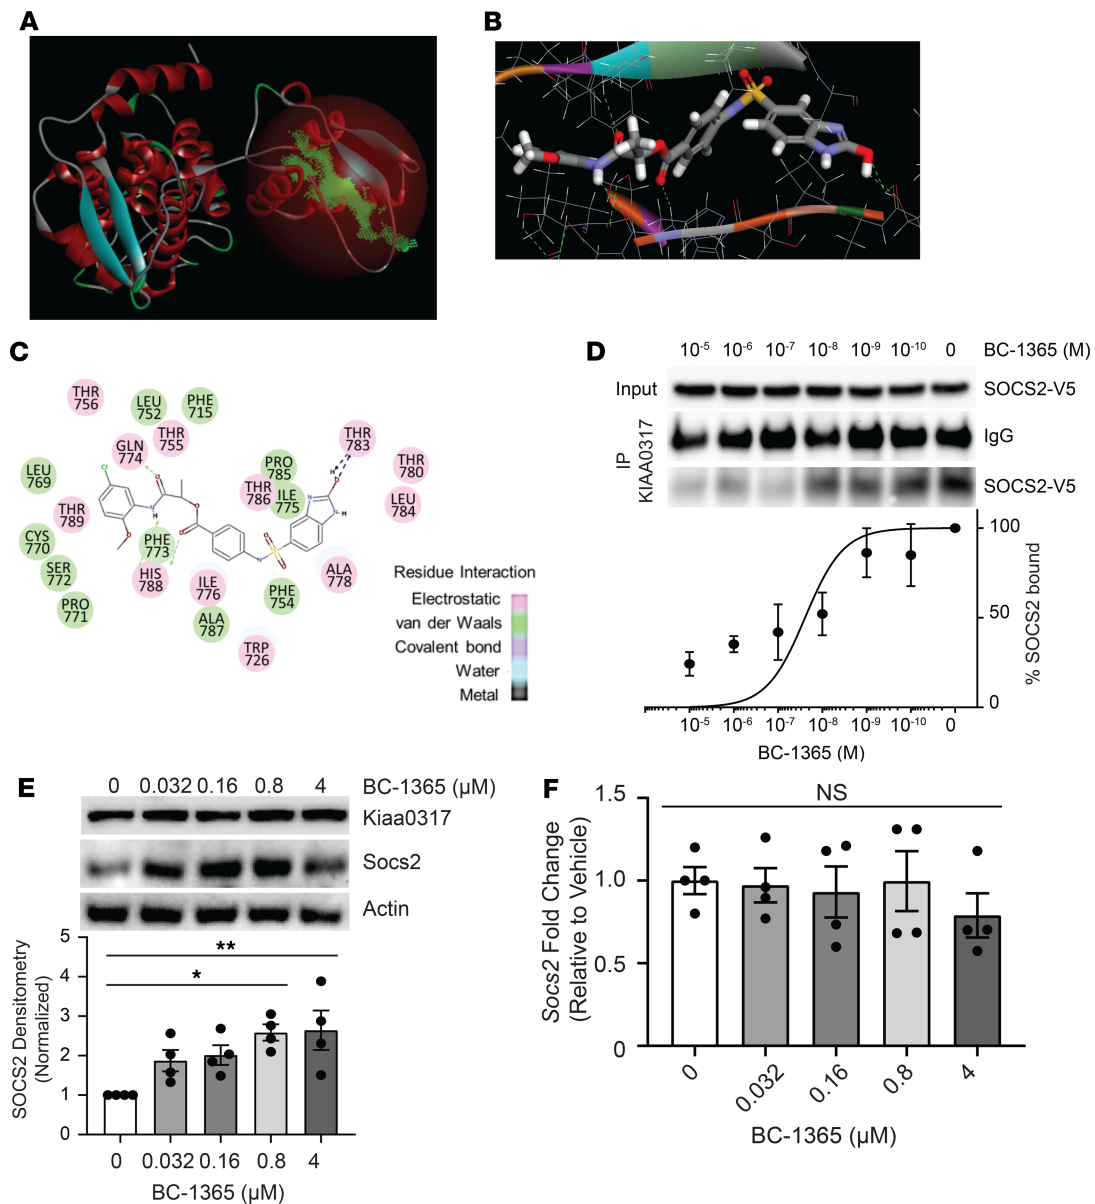 A
B
C
THR
756
LEU
752
PHE
715
GLN
774
THR
755
THR
783
LEU
769
PRO
785
THR
780
THR
786
ILE
775
LEU
784
THR
789
CYS
770
PHE
773
SER
772
HIS
788
ILE
776
ALA
778
PHE
754
PRO
771
ALA
787
TRP
726
Cl
O
N
H
O
O
O
O
N
S
O
O
N
N
H
O
H
Residue Interaction
Electrostatic
van der Waals
Covalent bond
Water
Metal
D
10-5 10-6 10-7 10-8 10-9 10-10 0 BC-1365 (M)
Input SOCS2-V5
IP
KIAA0317
IgG
SOCS2-V5
100
50
0
% SOCS2 bound
10-5 10-6 10-7 10-8 10-9 10-10 0
BC-1365 (M)
E
0 0.032 0.16 0.8 4 BC-1365 (µM)
Kiaa0317
Socs2
Actin
SOCS2 Densitometry
(Normalized)
5
4
3
2
1
0
**
*
0 0.032 0.16 0.8 4
BC-1365 (µM)
F
Socs2 Fold Change
(Relative to Vehicle)
1.5
1.0
0.5
0
NS
0 0.032 0.16 0.8 4
BC-1365 (µM)